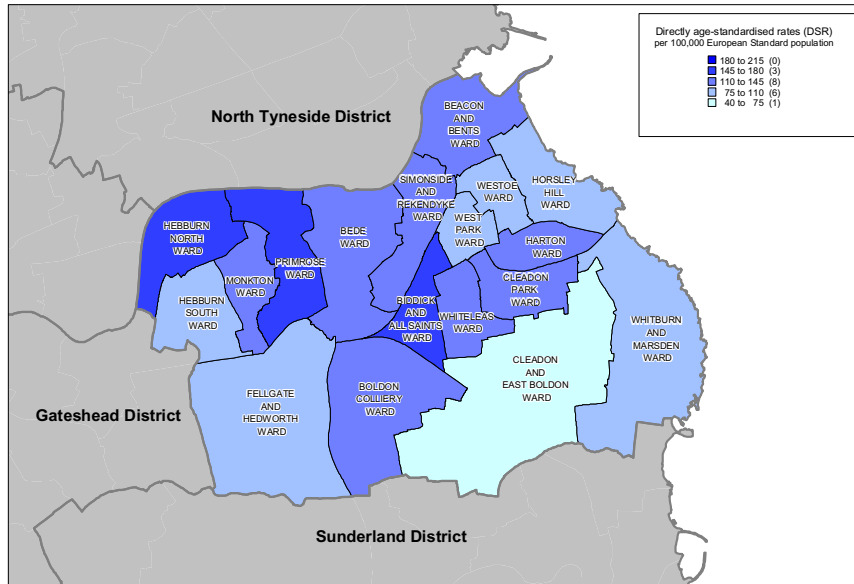 Directly age-standardised rates (DSR)
per 100,000 European Standard population
180 to 215 (0)
145 to 180 (3)
110 to 145 (8)
75 to 110 (6)
40 to 75 (1)
North Tyneside District
BEACON
AND
BENTS
WARD
SIMONSIDE
AND
REKENDYKE
WARD
WESTOE
WARD
HORSLEY
HILL
WARD
HEBBURN
NORTH
WARD
BEDE
WARD
WEST
PARK
WARD
HARTON
WARD
PRIMROSE
WARD
MONKTON
WARD
CLEADON
PARK
WARD
HEBBURN
SOUTH
WARD
BIDDICK
AND
ALL SAINTS
WARD
WHITELEAS
WARD
WHITBURN
AND
MARSDEN
WARD
CLEADON
AND
EAST BOLDON
WARD
FELLGATE
AND
HEDWORTH
WARD
BOLDON
COLLIERY
WARD
Gateshead District
Sunderland District